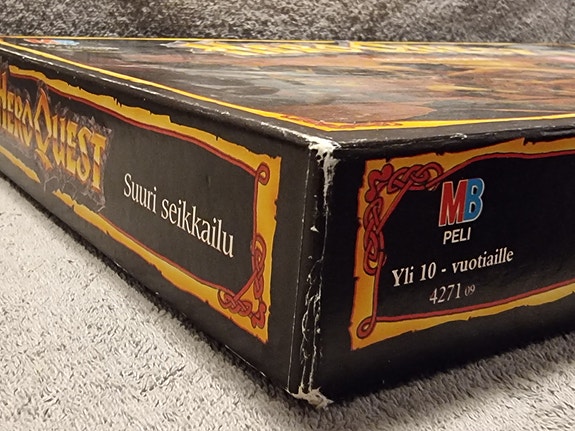 HEROQUEST
Suuri seikkailu
MB
PELI
Yli 10 - vuotiaille
4271 09